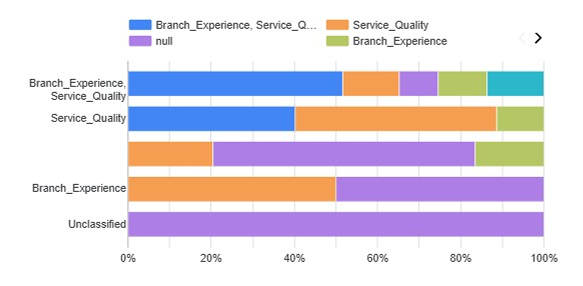 Branch_Experience, Service_Q...
Service_Quality
null
Branch_Experience
Branch_Experience,
Service_Quality
Service_Quality
Branch_Experience
Unclassified
0%
20%
40%
60%
80%
100%